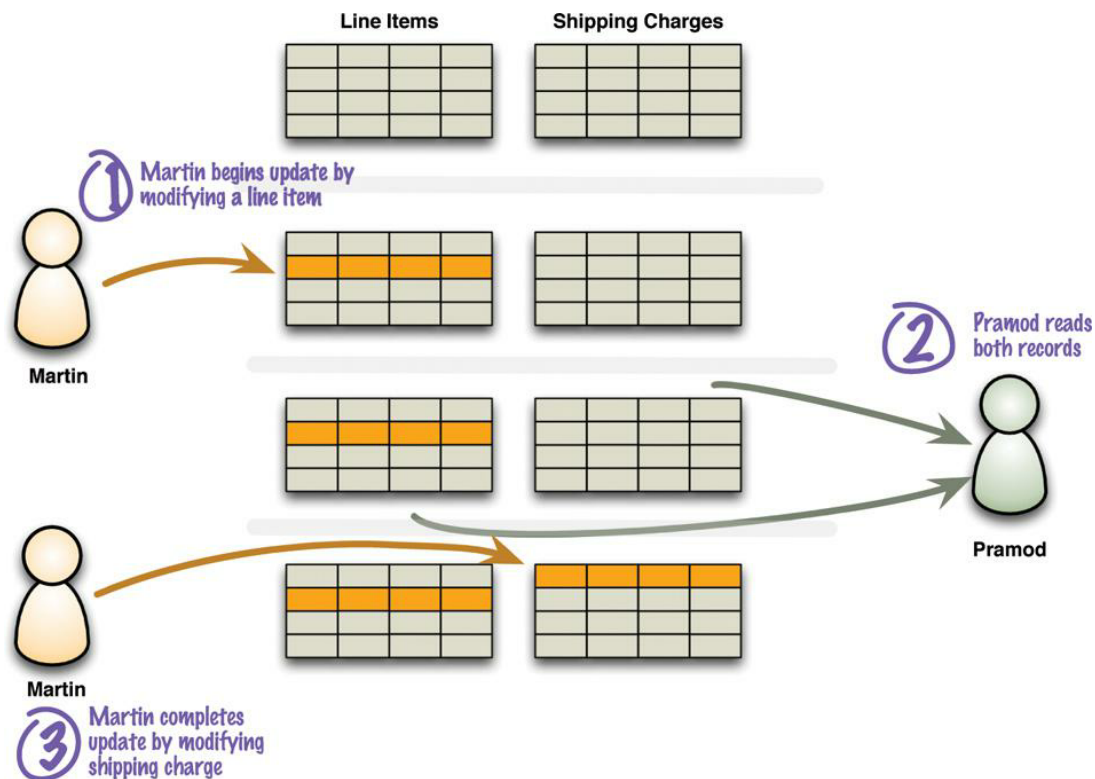 Line Items
Shipping Charges
1 Martin begins update by
modifying a line item
Martin
2 Pramod reads
both records
Pramod
Martin
3 Martin completes
update by modifying
shipping charge